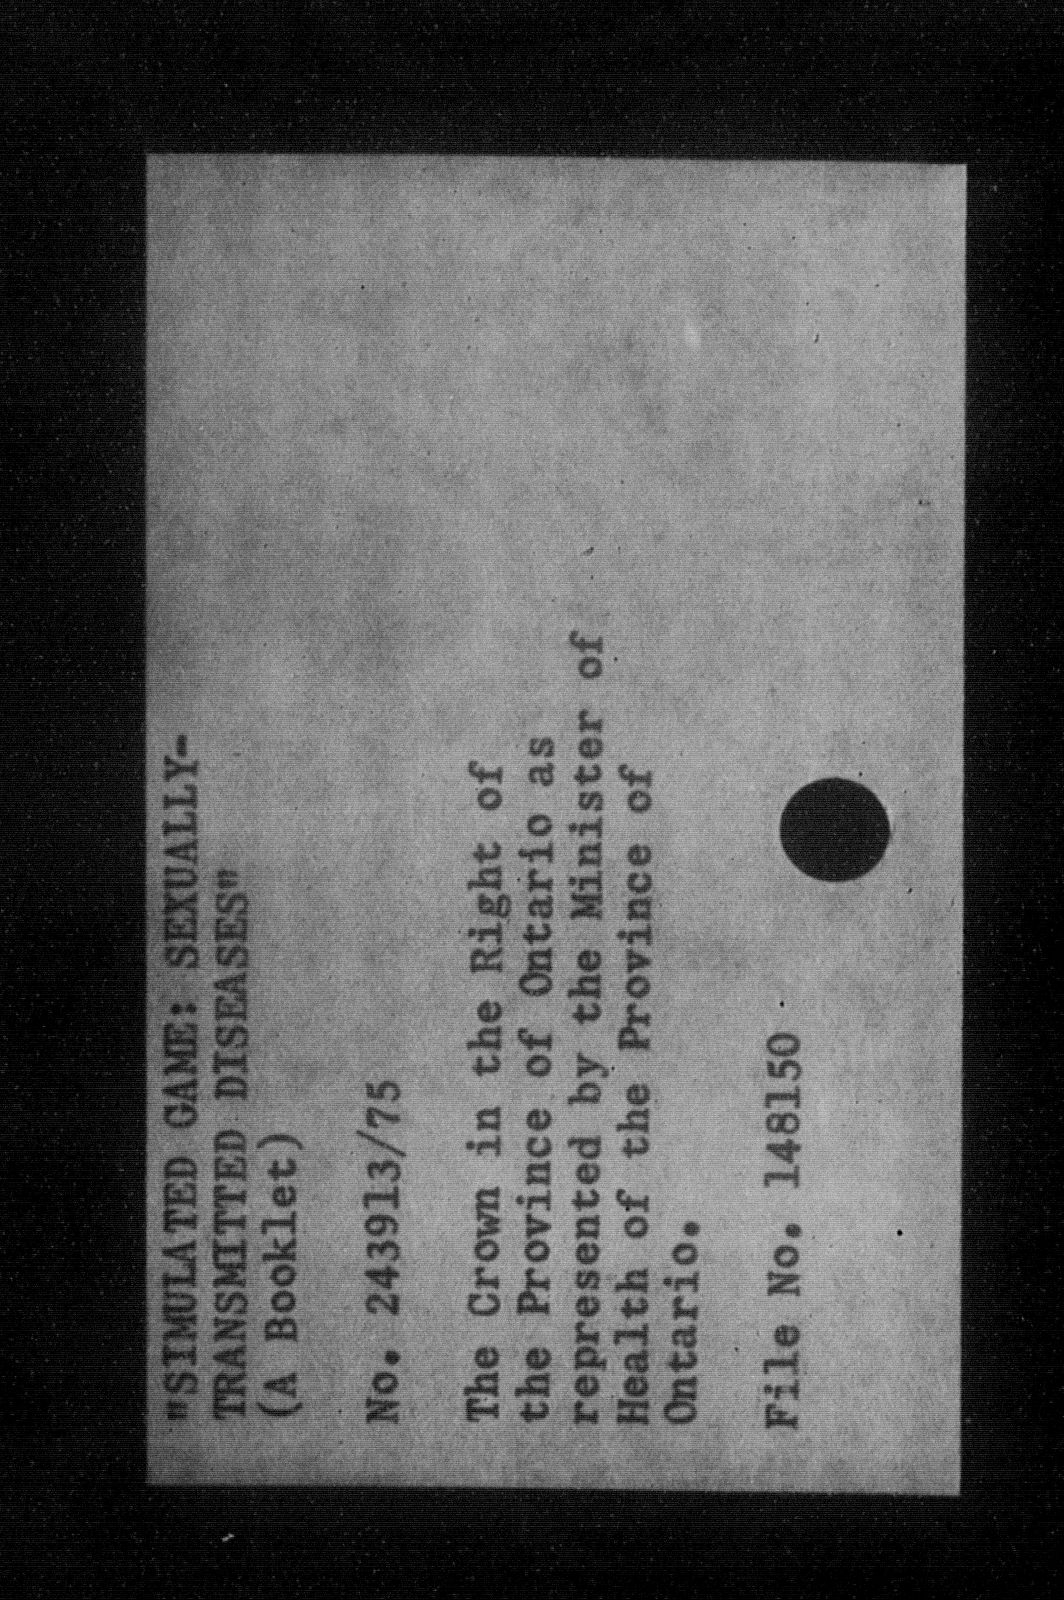 "SIMULATED GAME: SEXUALLY-
TRANSMITTED DISEASES"
(A Booklet)
No. 243913/75
The Crown in the Right of
the Province of Ontario as
represented by the Minister of
Health of the Province of
Ontario.
File No. 148150